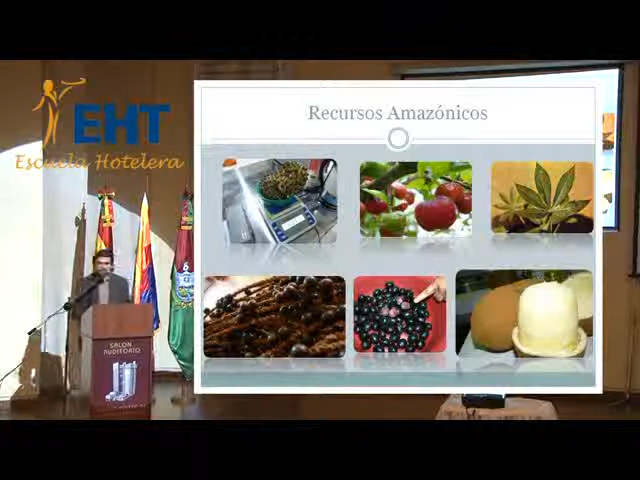 EHT
Escuela Hotelera
Recursos Amazónicos
SALON
AUDITORIO